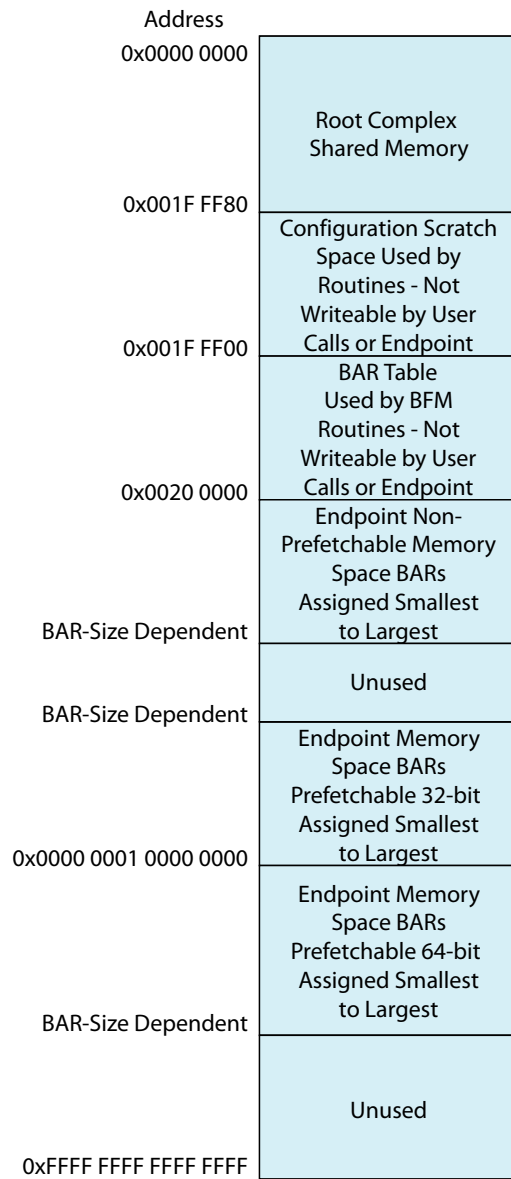 Address
0x0000 0000
Root Complex
Shared Memory
0x001F FF80
Configuration Scratch
Space Used by
Routines - Not
Writeable by User
Calls or Endpoint
0x001F FF00
BAR Table
Used by BFM
Routines - Not
Writeable by User
Calls or Endpoint
0x0020 0000
Endpoint Non-
Prefetchable Memory
Space BARs
Assigned Smallest
to Largest
BAR-Size Dependent
Unused
BAR-Size Dependent
Endpoint Memory
Space BARs
Prefetchable 32-bit
Assigned Smallest
to Largest
0x0000 0001 0000 0000
Endpoint Memory
Space BARs
Prefetchable 64-bit
Assigned Smallest
to Largest
BAR-Size Dependent
Unused
0xFFFF FFFF FFFF FFFF